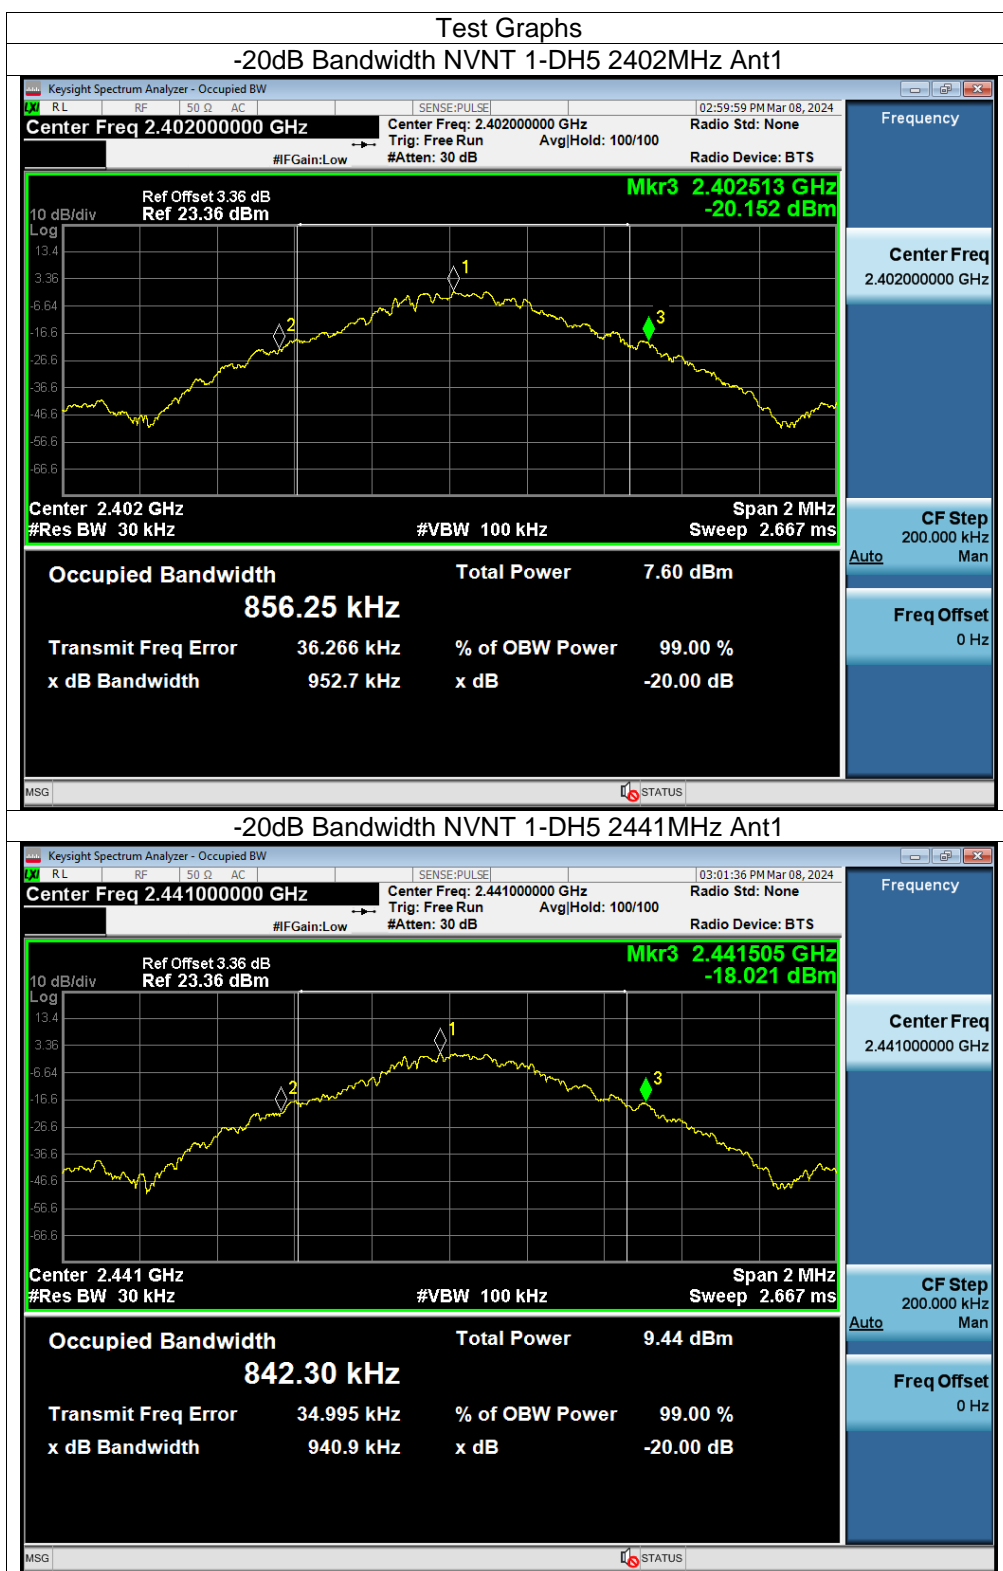 Test Graphs
-20dB Bandwidth NVNT 1-DH5 2402MHz Ant1
Keysight Spectrum Analyzer - Occupied BW
LXI RL RF 50 Ω AC SENSE:PULSE 02:59:59 PM Mar 08, 2024
Center Freq 2.402000000 GHz
Center Freq: 2.402000000 GHz Radio Std: None
Trig: Free Run Avg|Hold: 100/100
#IFGain:Low #Atten: 30 dB Radio Device: BTS
Frequency
Mkr3 2.402513 GHz
-20.152 dBm
Ref Offset 3.36 dB
10 dB/div Ref 23.36 dBm
Log
13.4
3.36
-6.64
-16.6
-26.6
-36.6
-46.6
-56.6
-66.6
1
2
3
Center 2.402 GHz Span 2 MHz
#Res BW 30 kHz #VBW 100 kHz Sweep 2.667 ms
Center Freq
2.402000000 GHz
CF Step
200.000 kHz
Auto Man
Freq Offset
0 Hz
Occupied Bandwidth Total Power 7.60 dBm
856.25 kHz
Transmit Freq Error 36.266 kHz % of OBW Power 99.00 %
x dB Bandwidth 952.7 kHz x dB -20.00 dB
MSG STATUS
-20dB Bandwidth NVNT 1-DH5 2441MHz Ant1
Keysight Spectrum Analyzer - Occupied BW
LXI RL RF 50 Ω AC SENSE:PULSE 03:01:36 PM Mar 08, 2024
Center Freq 2.441000000 GHz
Center Freq: 2.441000000 GHz Radio Std: None
Trig: Free Run Avg|Hold: 100/100
#IFGain:Low #Atten: 30 dB Radio Device: BTS
Frequency
Mkr3 2.441505 GHz
-18.021 dBm
Ref Offset 3.36 dB
10 dB/div Ref 23.36 dBm
Log
13.4
3.36
-6.64
-16.6
-26.6
-36.6
-46.6
-56.6
-66.6
1
2
3
Center 2.441 GHz Span 2 MHz
#Res BW 30 kHz #VBW 100 kHz Sweep 2.667 ms
Center Freq
2.441000000 GHz
CF Step
200.000 kHz
Auto Man
Freq Offset
0 Hz
Occupied Bandwidth Total Power 9.44 dBm
842.30 kHz
Transmit Freq Error 34.995 kHz % of OBW Power 99.00 %
x dB Bandwidth 940.9 kHz x dB -20.00 dB
MSG STATUS